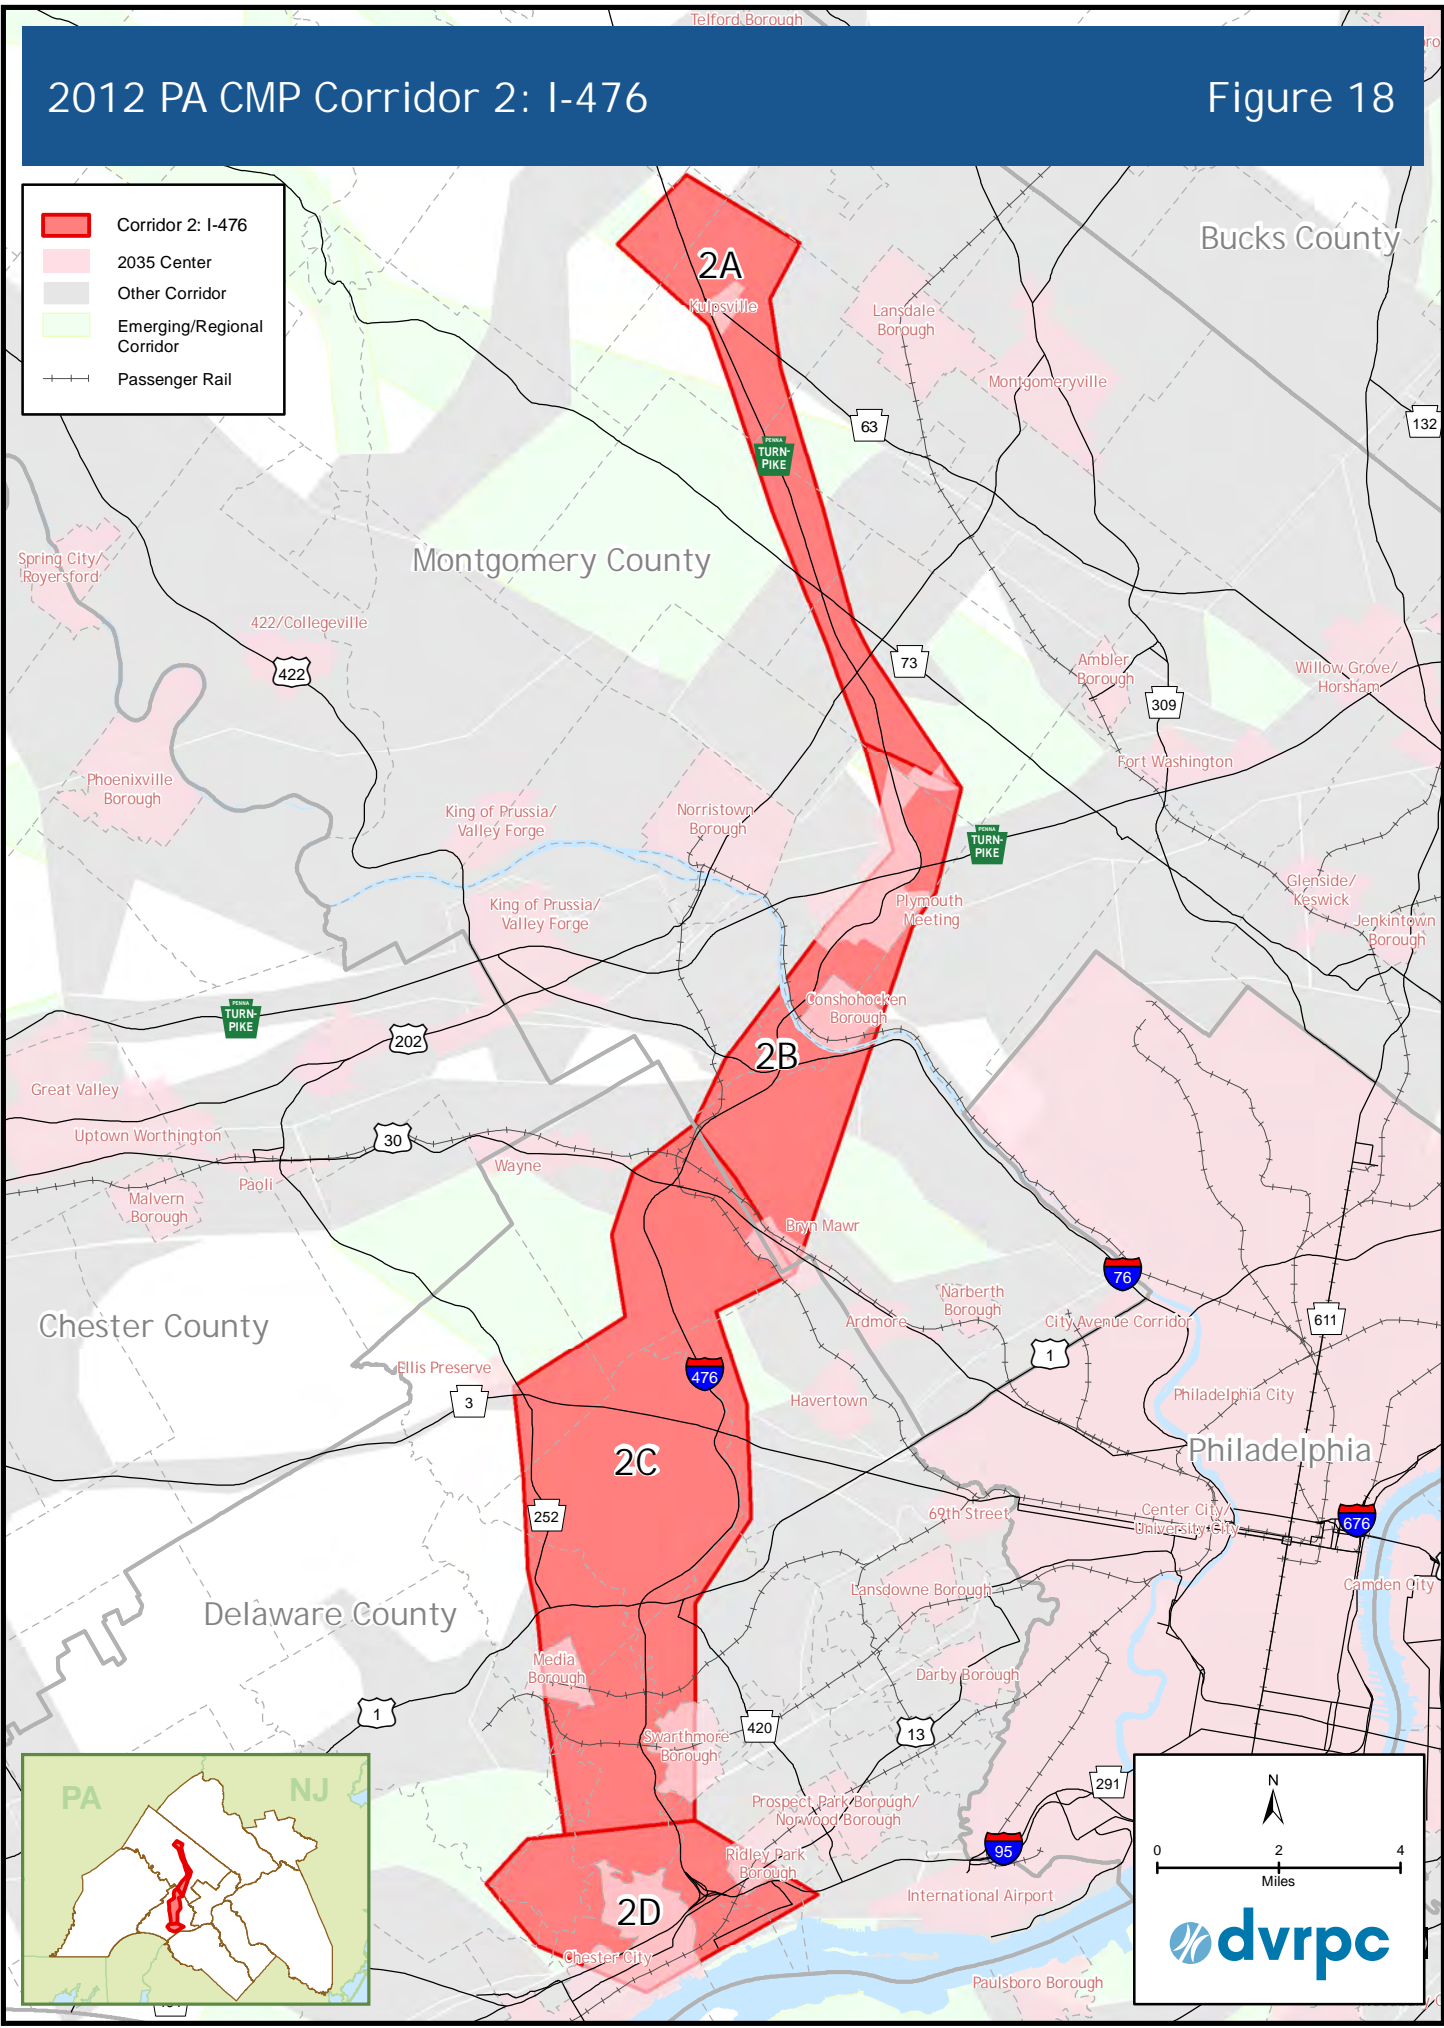 Telford Borough
2012 PA CMP Corridor 2: I-476
Figure 18
Corridor 2: I-476
2035 Center
Other Corridor
Emerging/Regional
Corridor
Passenger Rail
Bucks County
2A
Kulpsville
Lansdale
Borough
Montgomeryville
63
132
PENNA
TURN-
PIKE
Montgomery County
Spring City/
Royersford
422/Collegeville
422
73
Ambler
Borough
309
Willow Grove/
Horsham
Fort Washington
Phoenixville
Borough
King of Prussia/
Valley Forge
Norristown
Borough
PENNA
TURN-
PIKE
Glenside/
Keswick
Jenkintown
Borough
King of Prussia/
Valley Forge
Plymouth
Meeting
Conshohocken
Borough
PENNA
TURN-
PIKE
202
2B
Great Valley
Uptown Worthington
30
Wayne
Paoli
Malvern
Borough
Bryn Mawr
76
Narberth
Borough
City Avenue Corridor
611
Chester County
Ardmore
1
Ellis Preserve
476
3
Havertown
Philadelphia City
Philadelphia
2C
252
69th Street
Center City/
University City
676
Camden City
Lansdowne Borough
Delaware County
Media
Borough
Darby Borough
1
Swarthmore
Borough
420
13
291
Prospect Park Borough/
Norwood Borough
95
Ridley Park
Borough
International Airport
2D
Chester City
Paulsboro Borough
PA
NJ
N
0
2
4
Miles
dvrpc